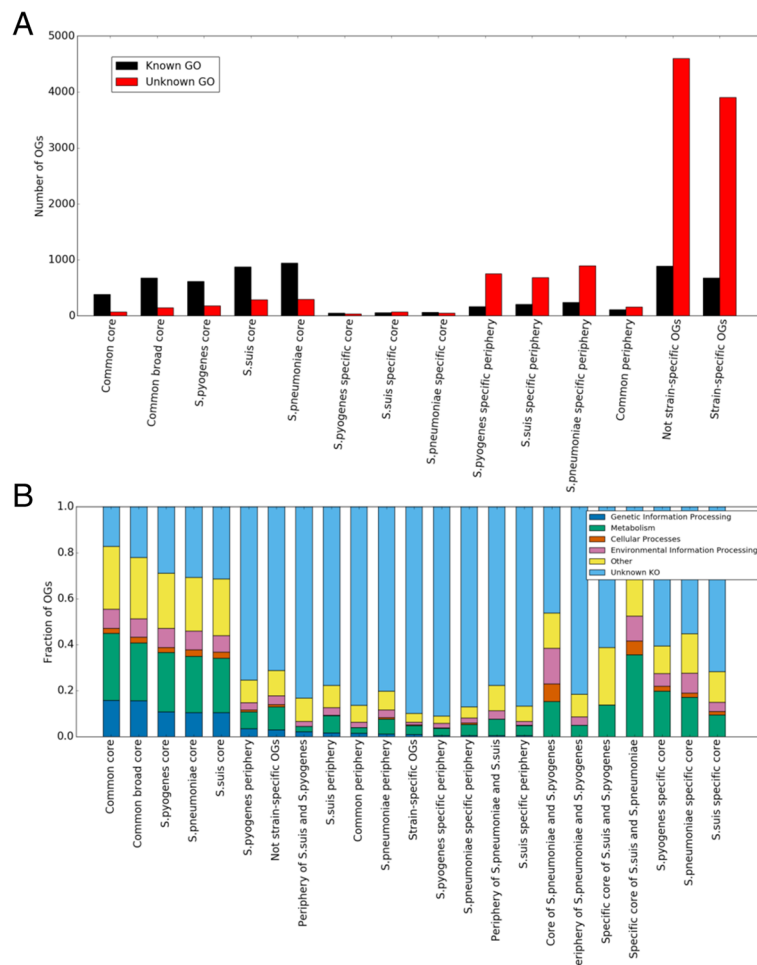 A
5000
4000
3000
2000
1000
0
Number of OGs
Known GO
Unknown GO
Common core
Common broad core
S.pyogenes core
S.suis core
S.pneumoniae core
S.pyogenes specific core
S.suis specific core
S.pneumoniae specific core
S.pyogenes specific periphery
S.suis specific periphery
S.pneumoniae specific periphery
Common periphery
Not strain-specific OGs
Strain-specific OGs
B
1.0
0.8
0.6
0.4
0.2
0.0
Fraction of OGs
Genetic Information Processing
Metabolism
Cellular Processes
Environmental Information Processing
Other
Unknown KO
Common core
Common broad core
S.pyogenes core
S.pneumoniae core
S.suis core
S.pyogenes periphery
Not strain-specific OGs
Periphery of S.suis and S.pyogenes
S.suis periphery
Common periphery
S.pneumoniae periphery
Strain-specific OGs
S.pyogenes specific periphery
S.pneumoniae specific periphery
Periphery of S.pneumoniae and S.suis
S.suis specific periphery
Core of S.pneumoniae and S.pyogenes
eriphery of S.pneumoniae and S.pyogenes
Specific core of S.suis and S.pyogenes
Specific core of S.suis and S.pneumoniae
S.pyogenes specific core
S.pneumoniae specific core
S.suis specific core